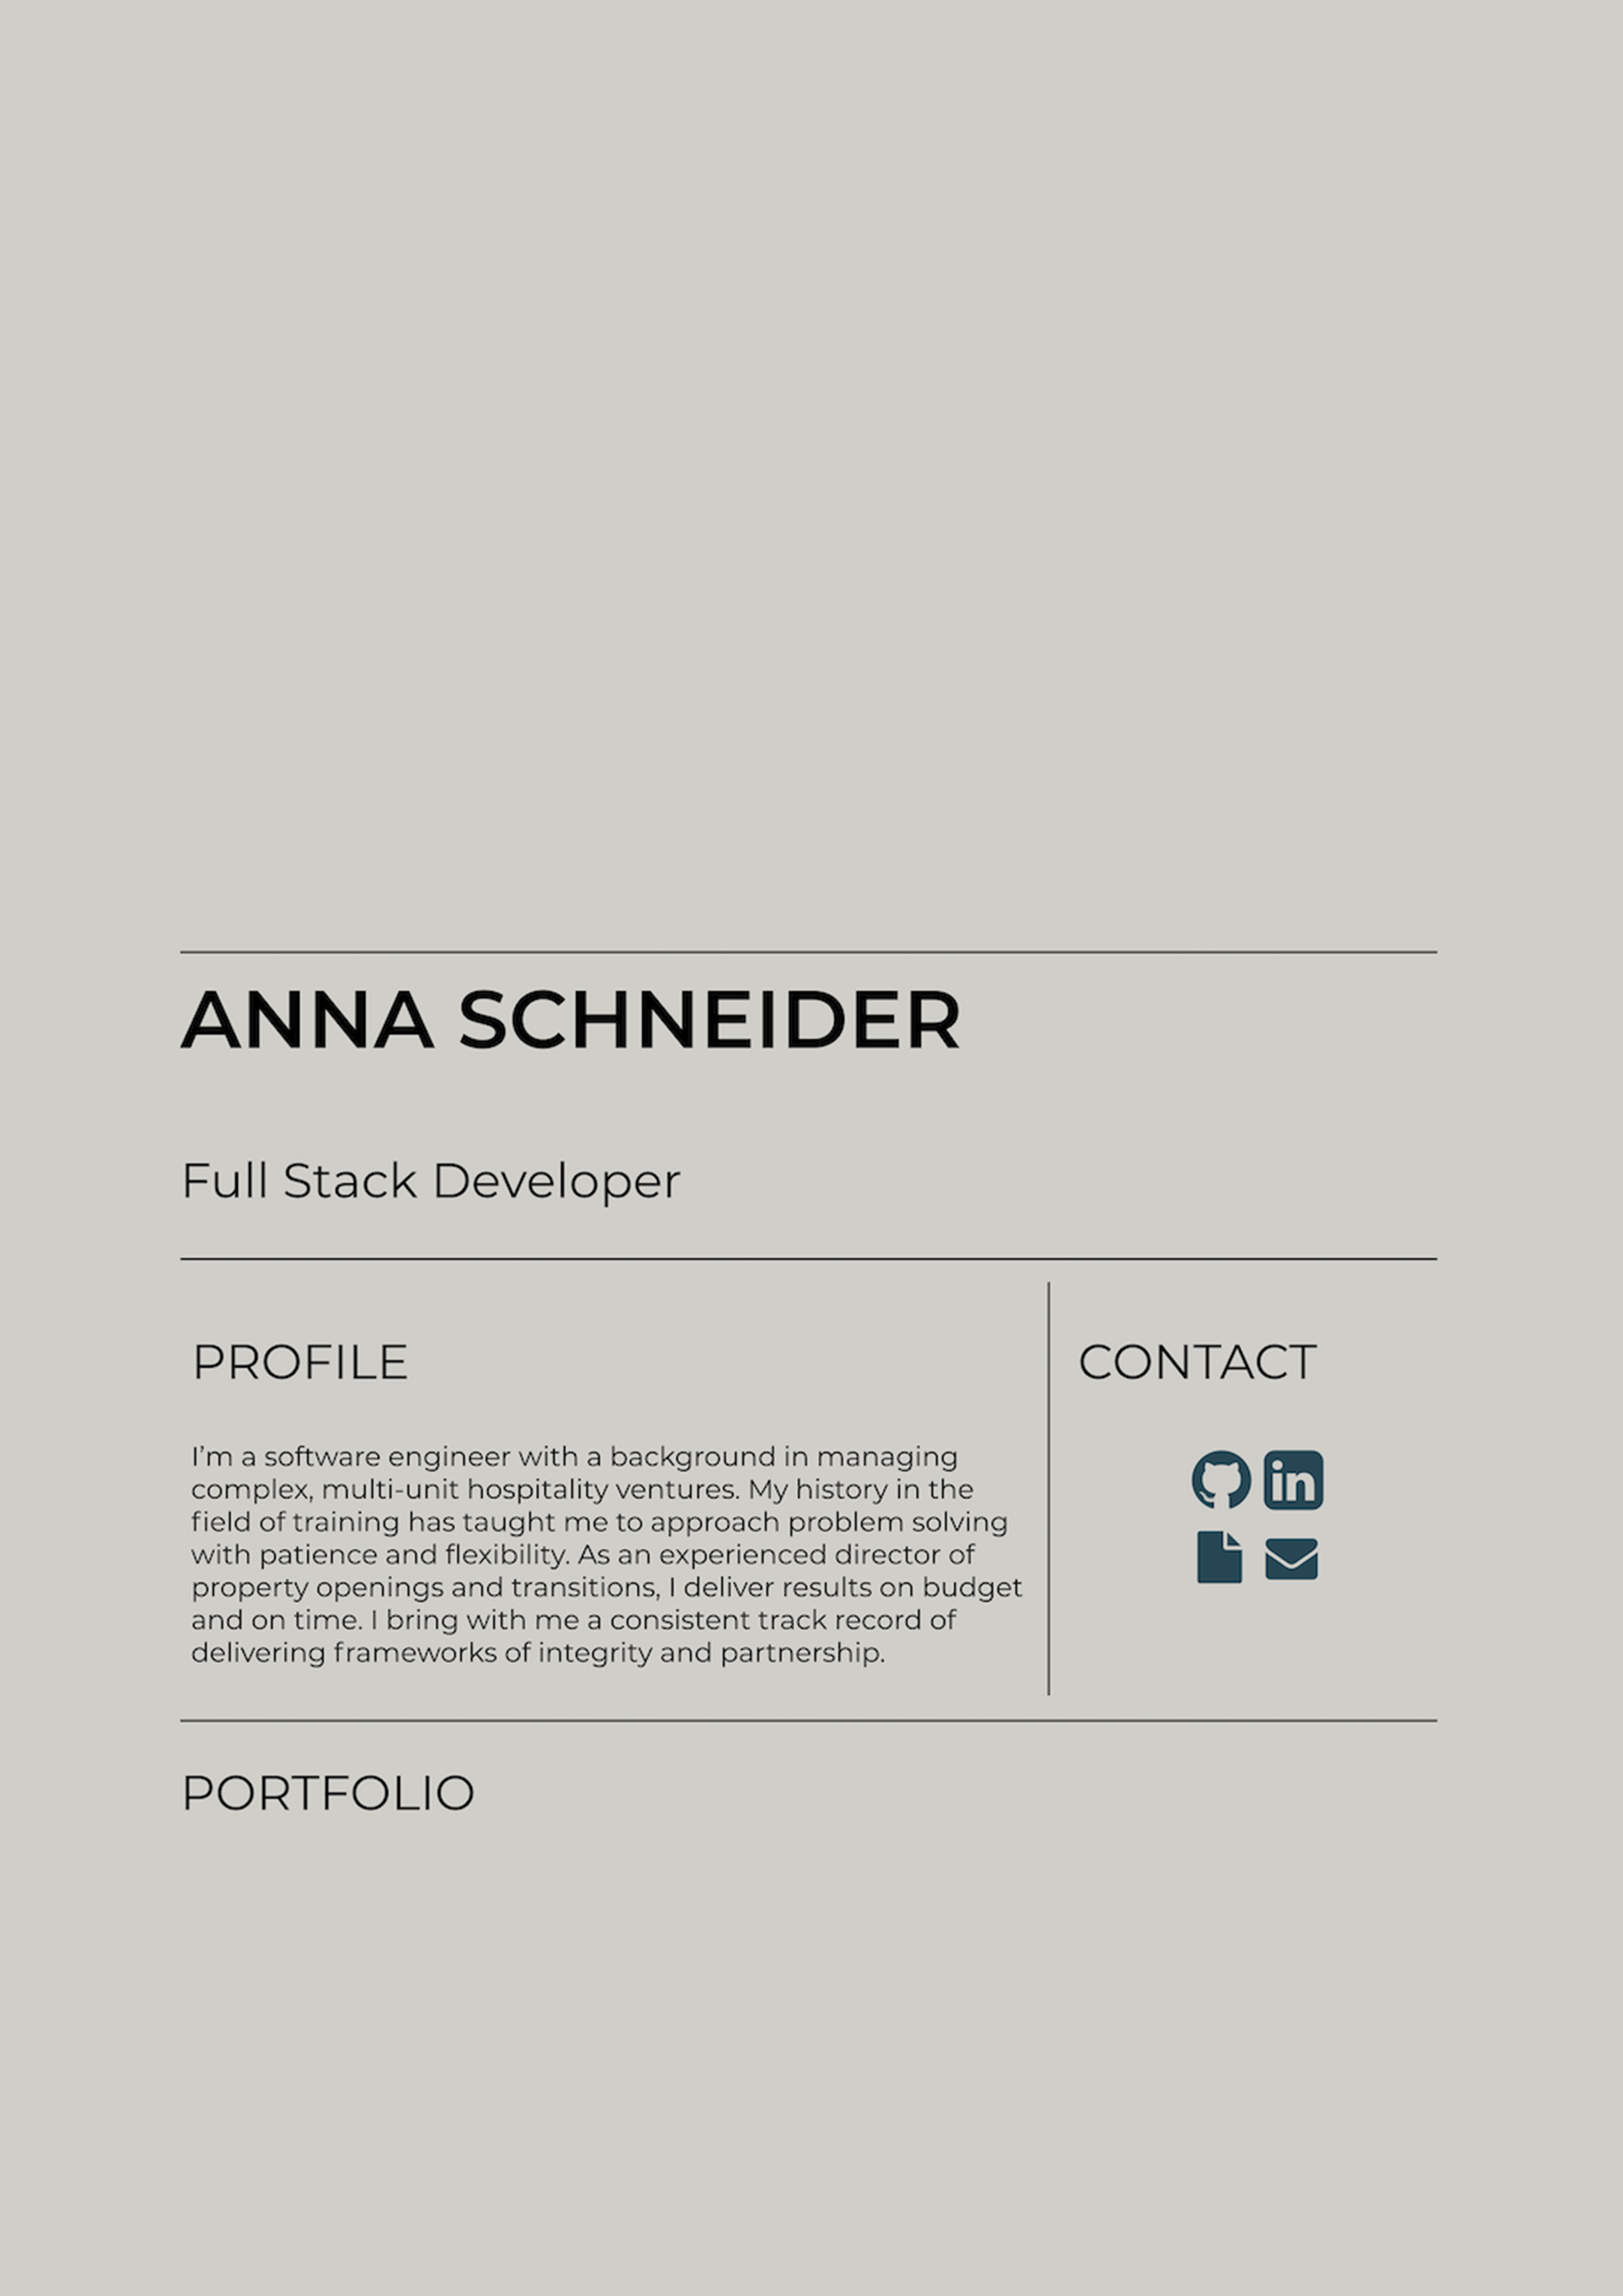 ANNA SCHNEIDER
Full Stack Developer
PROFILE
I’m a software engineer with a background in managing
complex, multi-unit hospitality ventures. My history in the
field of training has taught me to approach problem solving
with patience and flexibility. As an experienced director of
property openings and transitions, I deliver results on budget
and on time. I bring with me a consistent track record of
delivering frameworks of integrity and partnership.
CONTACT
in
PORTFOLIO